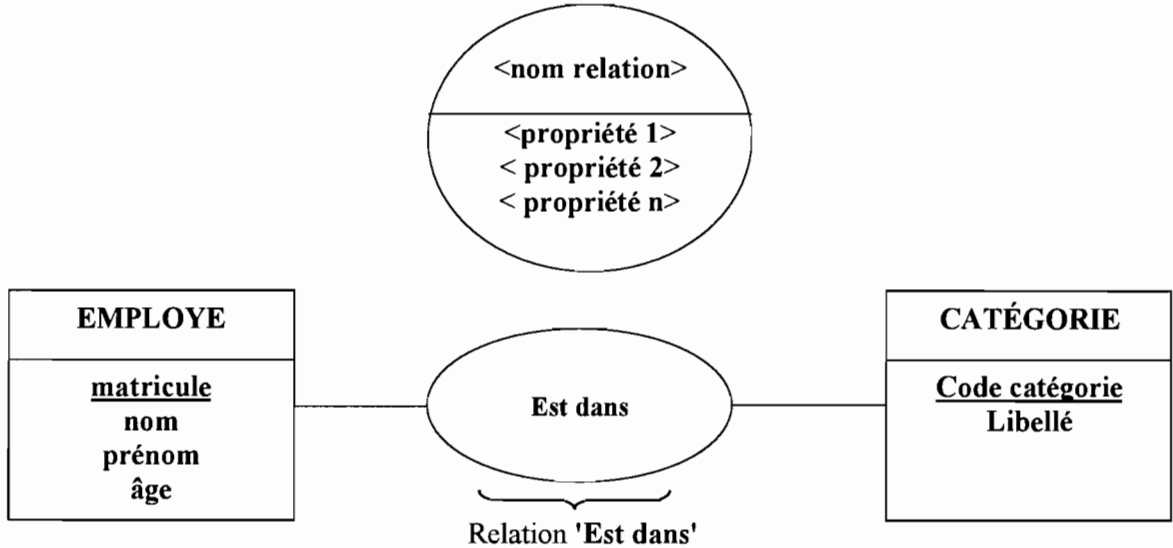 <nom relation>
<propriété 1>
< propriété 2>
< propriété n>
EMPLOYE
matricule
nom
prénom
âge
Est dans
Relation 'Est dans'
CATÉGORIE
Code catégorie
Libellé